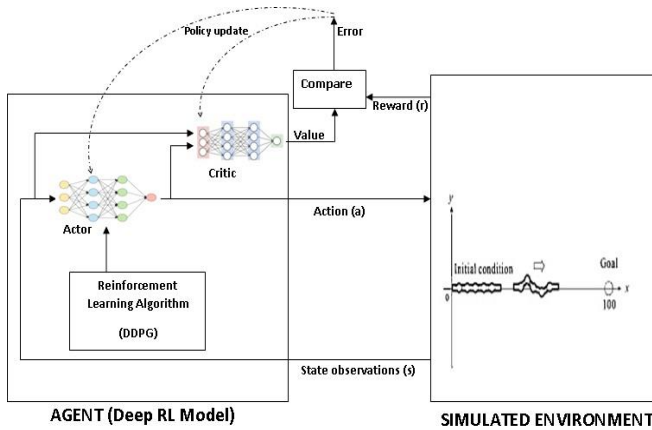 Policy update
Error
Compare
Reward (r)
Value
Critic
Actor
Action (a)
Reinforcement
Learning Algorithm
(DDPG)
y
Initial condition
Goal
0
100
x
State observations (s)
AGENT (Deep RL Model)
SIMULATED ENVIRONMENT